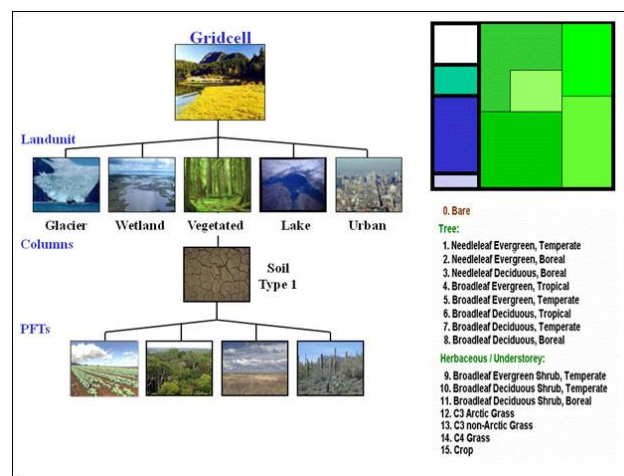 Gridcell
Landunit
Glacier
Wetland
Vegetated
Lake
Urban
Columns
Soil
Type 1
PFTs
0. Bare
Tree:
1. Needleleaf Evergreen, Temperate
2. Needleleaf Evergreen, Boreal
3. Needleleaf Deciduous, Boreal
4. Broadleaf Evergreen, Tropical
5. Broadleaf Evergreen, Temperate
6. Broadleaf Deciduous, Tropical
7. Broadleaf Deciduous, Temperate
8. Broadleaf Deciduous, Boreal
Herbaceous / Understorey:
9. Broadleaf Evergreen Shrub, Temperate
10. Broadleaf Deciduous Shrub, Temperate
11. Broadleaf Deciduous Shrub, Boreal
12. C3 Arctic Grass
13. C3 non-Arctic Grass
14. C4 Grass
15. Crop